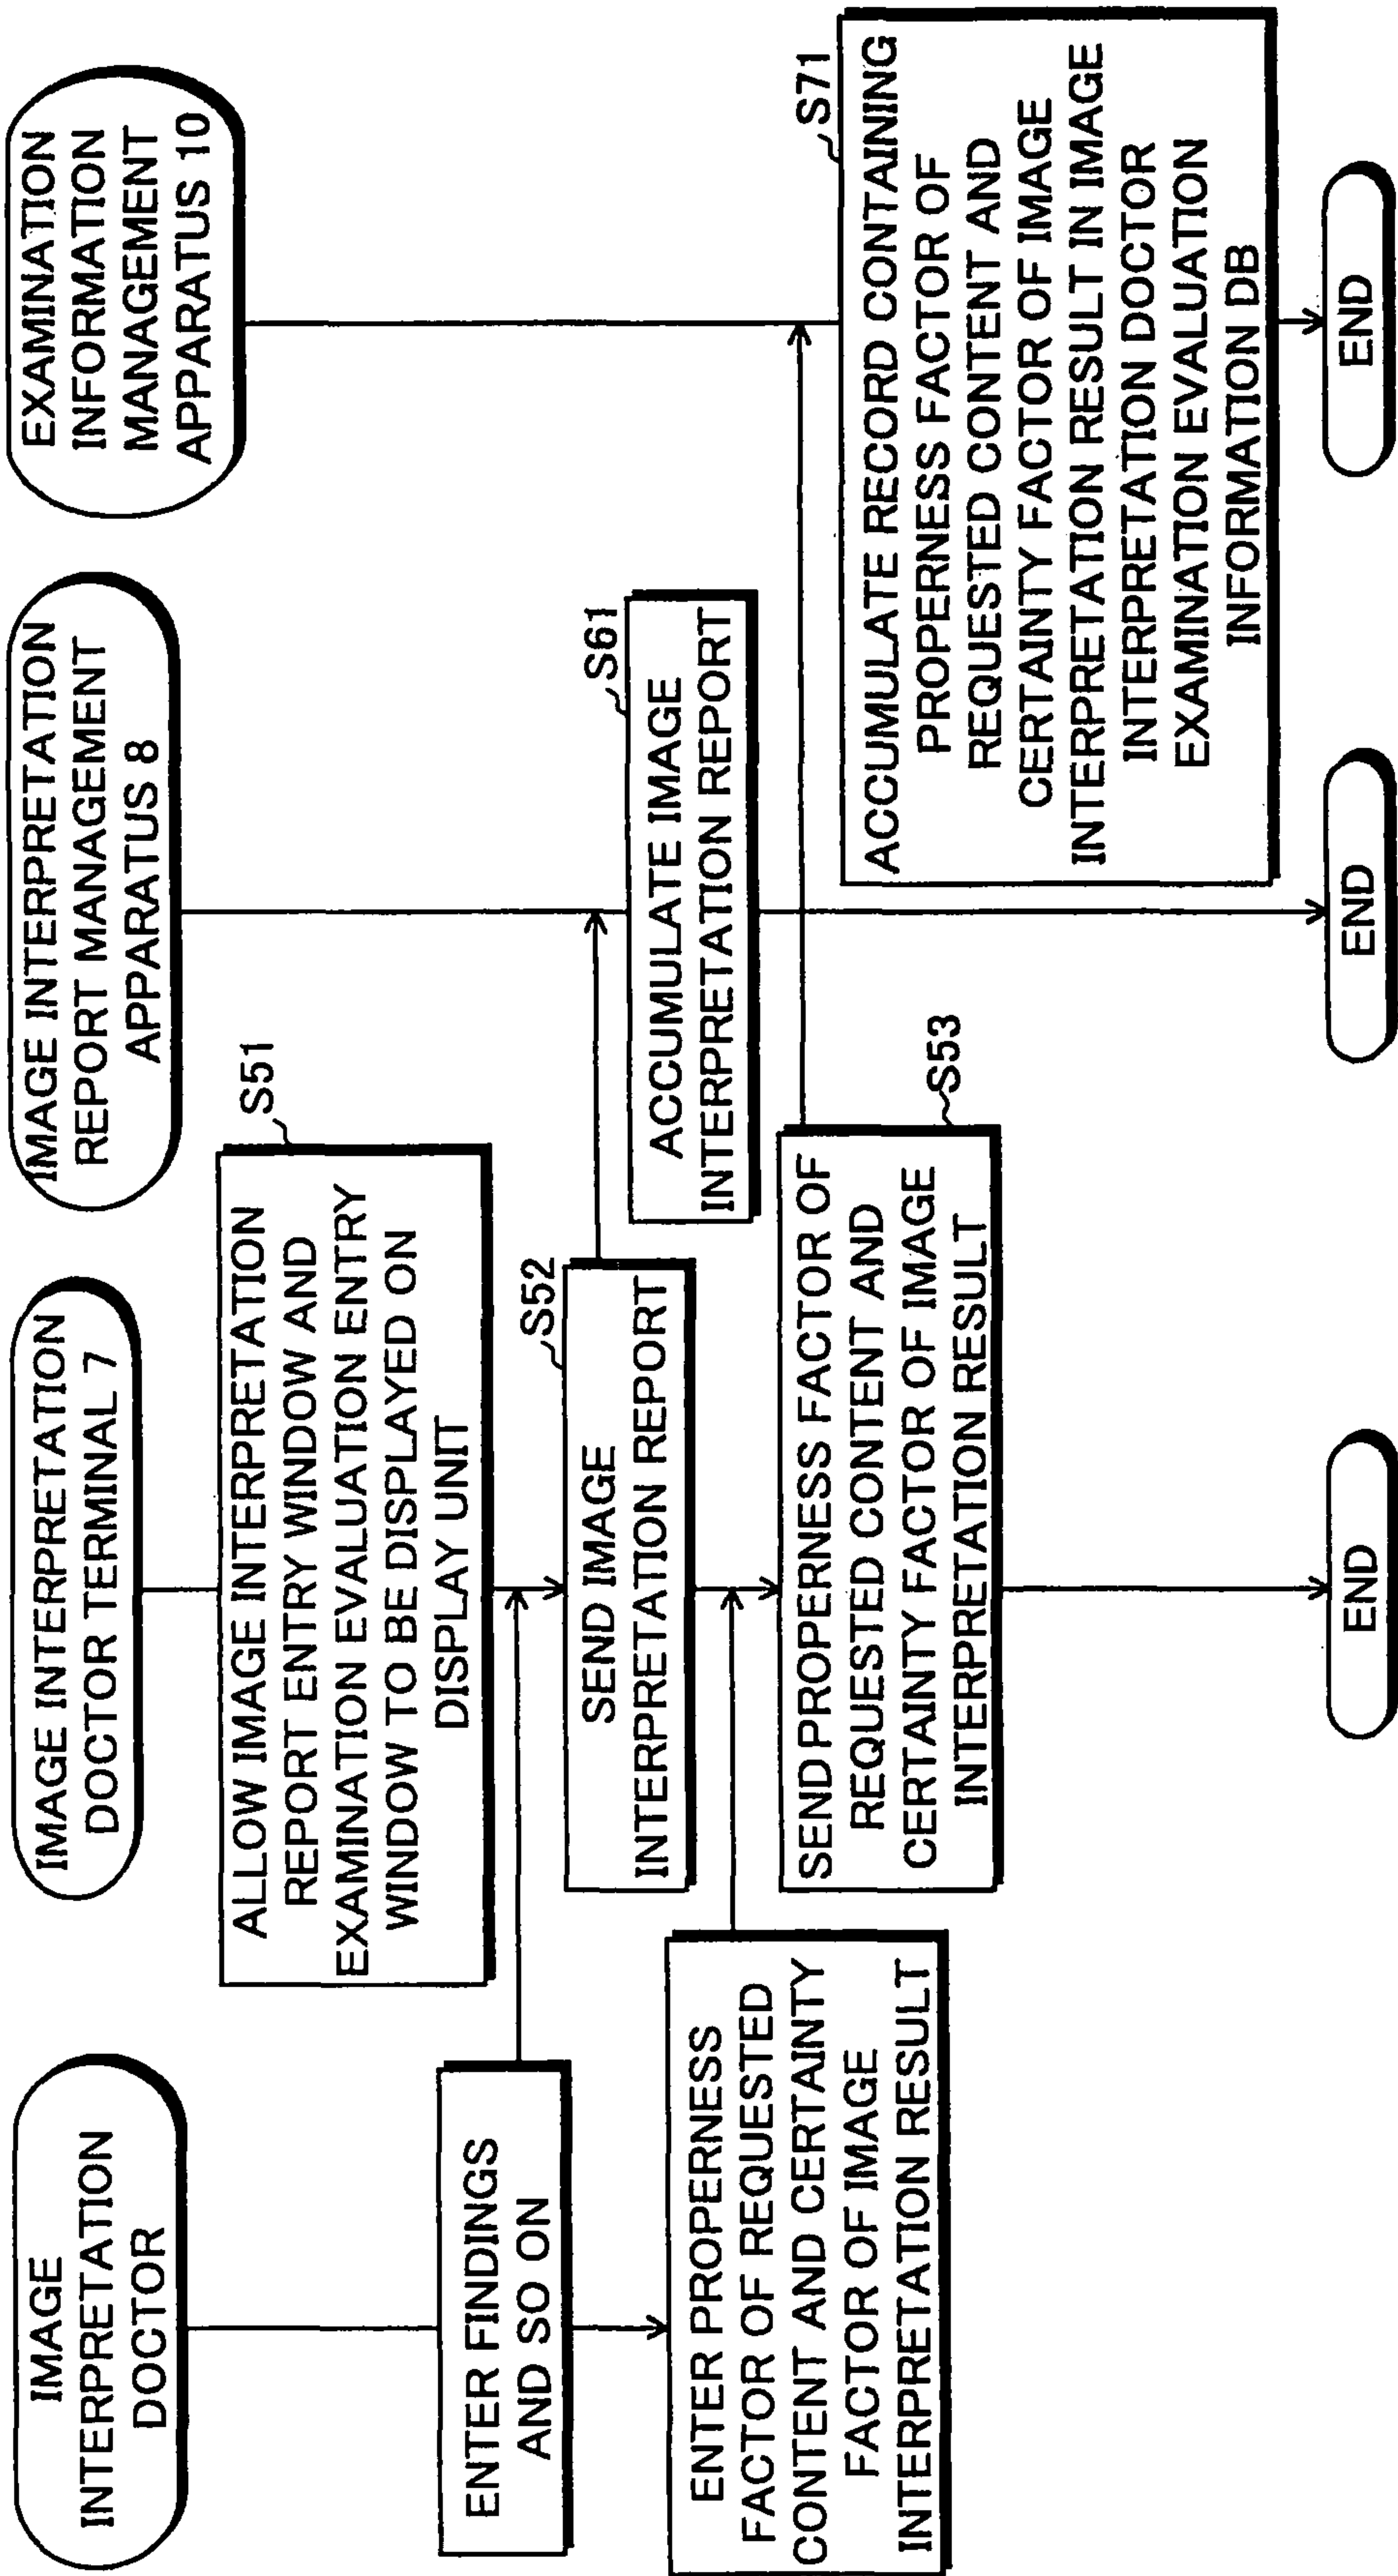 IMAGE
INTERPRETATION
DOCTOR
ENTER FINDINGS
AND SO ON
ENTER PROPERNESS
FACTOR OF REQUESTED
CONTENT AND CERTAINTY
FACTOR OF IMAGE
INTERPRETATION RESULT
IMAGE INTERPRETATION
DOCTOR TERMINAL 7
S51
ALLOW IMAGE INTERPRETATION
REPORT ENTRY WINDOW AND
EXAMINATION EVALUATION ENTRY
WINDOW TO BE DISPLAYED ON
DISPLAY UNIT
S52
SEND IMAGE
INTERPRETATION REPORT
S53
SEND PROPERNESS FACTOR OF
REQUESTED CONTENT AND
CERTAINTY FACTOR OF IMAGE
INTERPRETATION RESULT
END
IMAGE INTERPRETATION
REPORT MANAGEMENT
APPARATUS 8
S61
ACCUMULATE IMAGE
INTERPRETATION REPORT
END
EXAMINATION
INFORMATION
MANAGEMENT
APPARATUS 10
S71
ACCUMULATE RECORD CONTAINING
PROPERNESS FACTOR OF
REQUESTED CONTENT AND
CERTAINTY FACTOR OF IMAGE
INTERPRETATION RESULT IN IMAGE
INTERPRETATION DOCTOR
EXAMINATION EVALUATION
INFORMATION DB
END